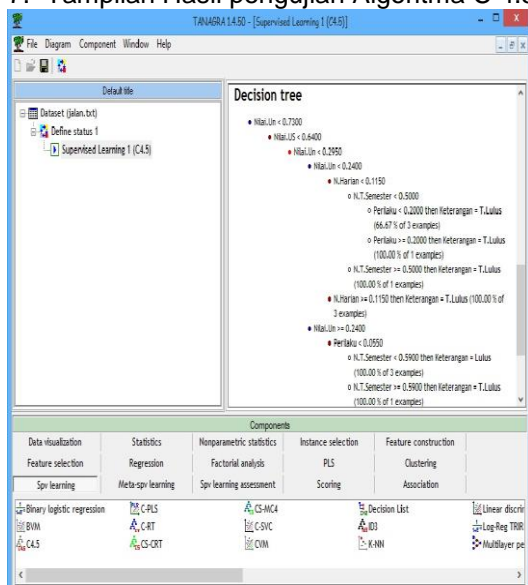 7. Tampilan Hasil pengujian Algoritma C 4.5
TANAGRA 1.4.50 - [Supervised Learning 1 (C4.5)]
File Diagram Component Window Help
Default title
Dataset (jalan.txt)
Define status 1
Supervised Learning 1 (C4.5)
Decision tree
Nilai.Un < 0.7300
Nilai.US < 0.6400
Nilai.Un < 0.2950
Nilai.Un < 0.2400
N.Harian < 0.1150
N.T.Semester < 0.5000
Perilaku < 0.2000 then Keterangan = T.Lulus
(66.67 % of 3 examples)
Perilaku >= 0.2000 then Keterangan = T.Lulus
(100.00 % of 1 examples)
N.T.Semester >= 0.5000 then Keterangan = T.Lulus
(100.00 % of 1 examples)
N.Harian >= 0.1150 then Keterangan = T.Lulus (100.00 % of
3 examples)
Nilai.Un >= 0.2400
Perilaku < 0.0550
N.T.Semester < 0.5900 then Keterangan = Lulus
(100.00 % of 3 examples)
N.T.Semester >= 0.5900 then Keterangan = T.Lulus
(100.00 % of 1 examples)
Components
Data visualization Statistics Nonparametric statistics Instance selection Feature construction
Feature selection Regression Factorial analysis PLS Clustering
Spv learning Meta-spv learning Spv learning assessment Scoring Association
Binary logistic regression C-PLS CS-MC4 Decision List Linear discrin
BVM C-RT C-SVC ID3 Log-Reg TRIR
C4.5 CS-CRT CVM K-NN Multilayer pe